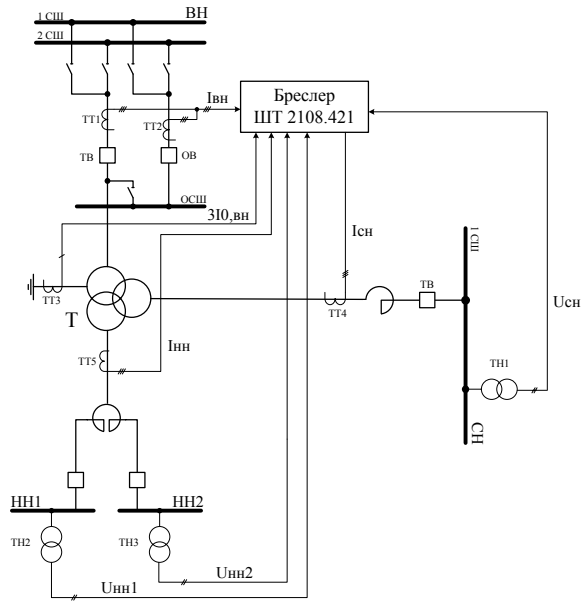 1 СШ
ВН
2 СШ
Бреслер
ШТ 2108.421
Iвн
ТТ1
ТТ2
ТВ
ОВ
ОСШ
3I0,вн
Iсн
1 СШ
ТТ3
Т
ТВ
ТТ4
Uсн
Iнн
ТТ5
ТН1
СН
НН1
НН2
ТН2
ТН3
Uнн2
Uнн1